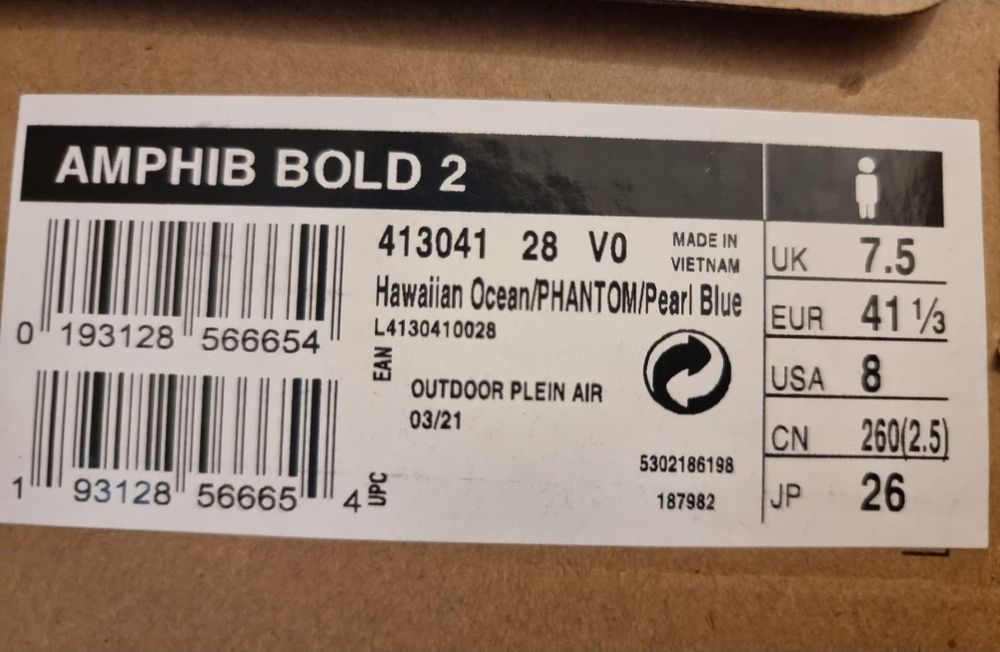 AMPHIB BOLD 2
0 193128 566654
413041 28 V0
MADE IN
VIETNAM
Hawaiian Ocean/PHANTOM/Pearl Blue
L4130410028
EAN
OUTDOOR PLEIN AIR
03/21
1 93128 56665 4
UPC
5302186198
187982
UK 7.5
EUR 41 ⅓
USA 8
CN 260(2.5)
JP 26